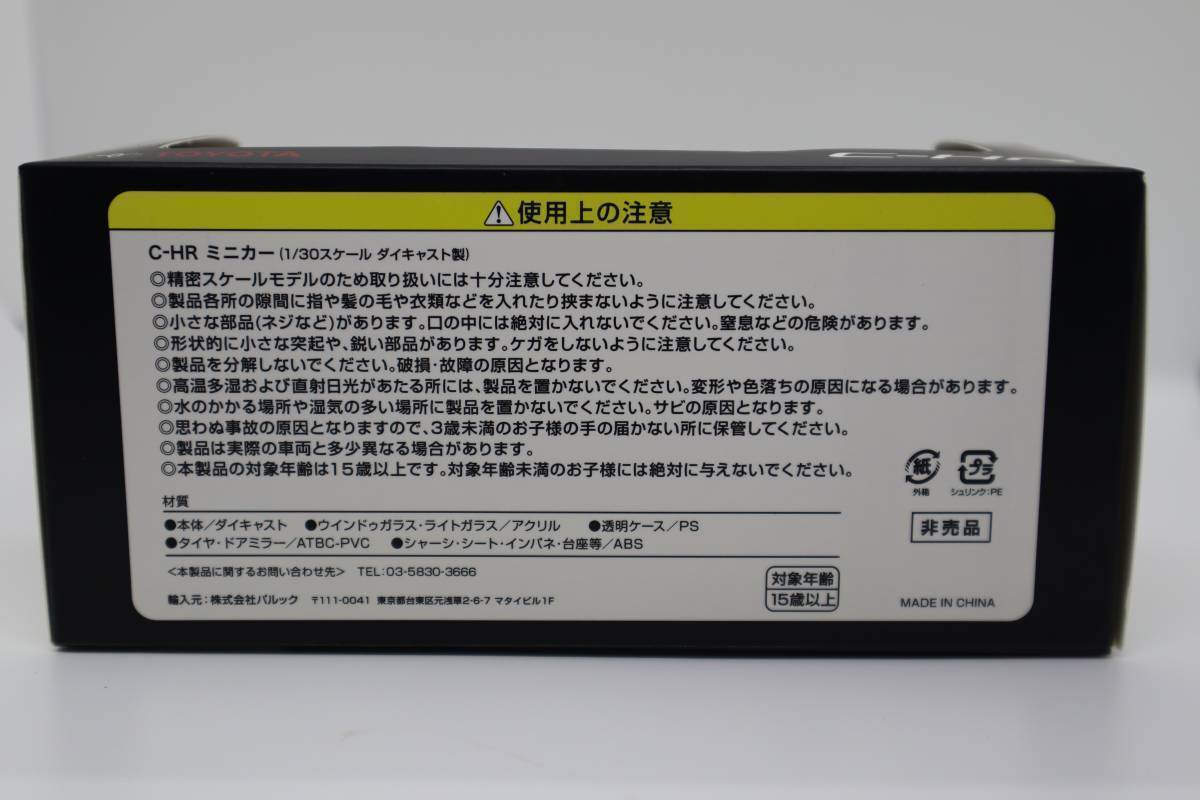 TOYOTA
C-HR
使用上の注意
C-HR ミニカー(1/30スケール ダイキャスト製)
◎精密スケールモデルのため取り扱いには十分注意してください。
◎製品各所の隙間に指や髪の毛や衣類などを入れたり挟まないように注意してください。
◎小さな部品(ネジなど)があります。口の中には絶対に入れないでください。窒息などの危険があります。
◎形状的に小さな突起や、鋭い部品があります。ケガをしないように注意してください。
◎製品を分解しないでください。破損・故障の原因となります。
◎高温多湿および直射日光があたる所には、製品を置かないでください。変形や色落ちの原因になる場合があります。
◎水のかかる場所や湿気の多い場所に製品を置かないでください。サビの原因となります。
◎思わぬ事故の原因となりますので、3歳未満のお子様の手の届かない所に保管してください。
◎製品は実際の車両と多少異なる場合があります。
◎本製品の対象年齢は15歳以上です。対象年齢未満のお子様には絶対に与えないでください。
紙 プラ
外箱 シュリンク:PE
非売品
材質
●本体/ダイキャスト ●ウインドゥガラス・ライトガラス/アクリル ●透明ケース/PS
●タイヤ・ドアミラー/ATBC-PVC ●シャーシ・シート・インパネ・台座等/ABS
<本製品に関するお問い合わせ先> TEL:03-5830-3666
輸入元:株式会社バルック 〒111-0041 東京都台東区元浅草2-6-7 マタイビル1F
対象年齢
15歳以上
MADE IN CHINA